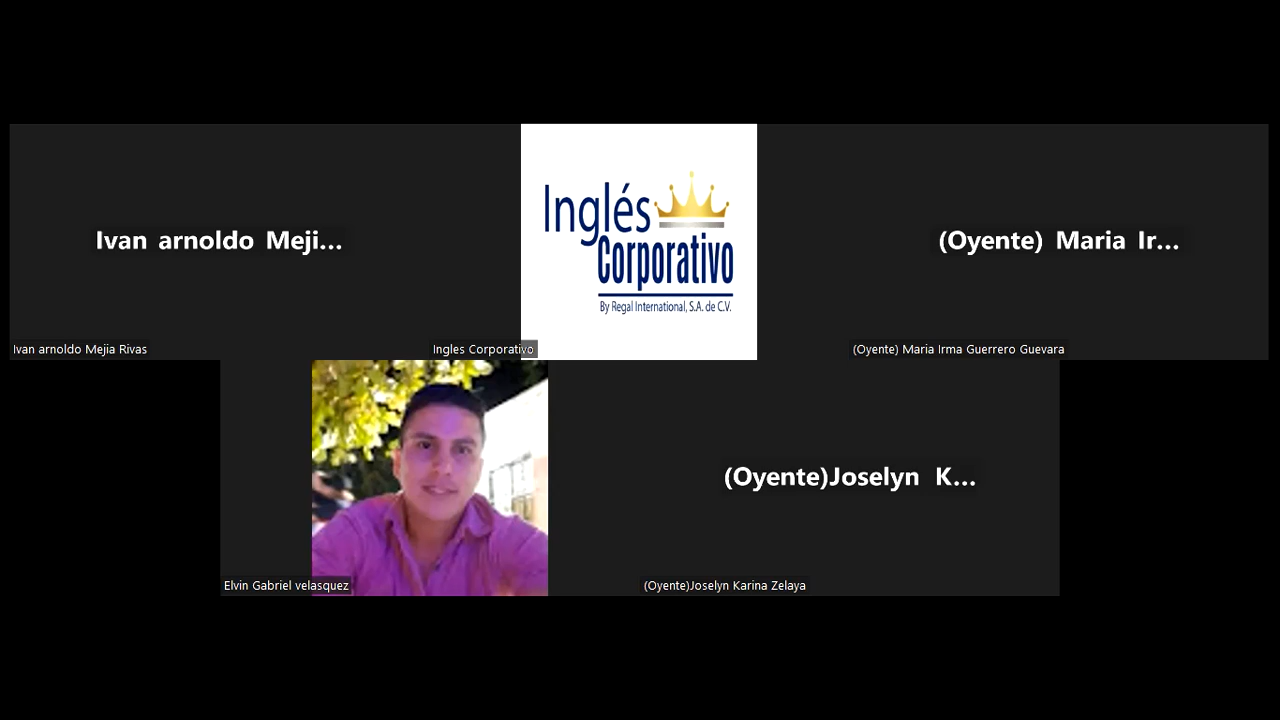 Ivan arnoldo Meji...
Ivan arnoldo Mejia Rivas
Inglés
Corporativo
By Regal International, S.A. de C.V.
Ingles Corporativo
(Oyente) Maria Ir...
(Oyente) Maria Irma Guerrero Guevara
Elvin Gabriel velasquez
(Oyente)Joselyn K...
(Oyente)Joselyn Karina Zelaya